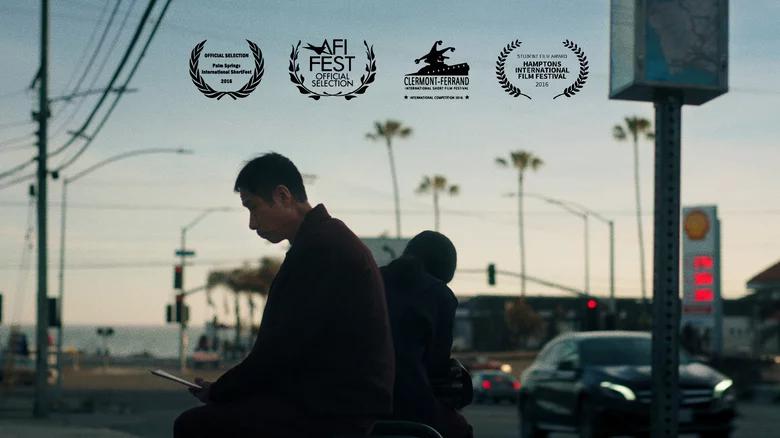 OFFICIAL SELECTION
Palm Springs
International ShortFest
2016
AFI
FEST
OFFICIAL
SELECTION
CLERMONT-FERRAND
INTERNATIONAL SHORT FILM FESTIVAL
INTERNATIONAL COMPETITION 2016
STUDENT FILM AWARD
HAMPTONS
INTERNATIONAL
FILM FESTIVAL
2016